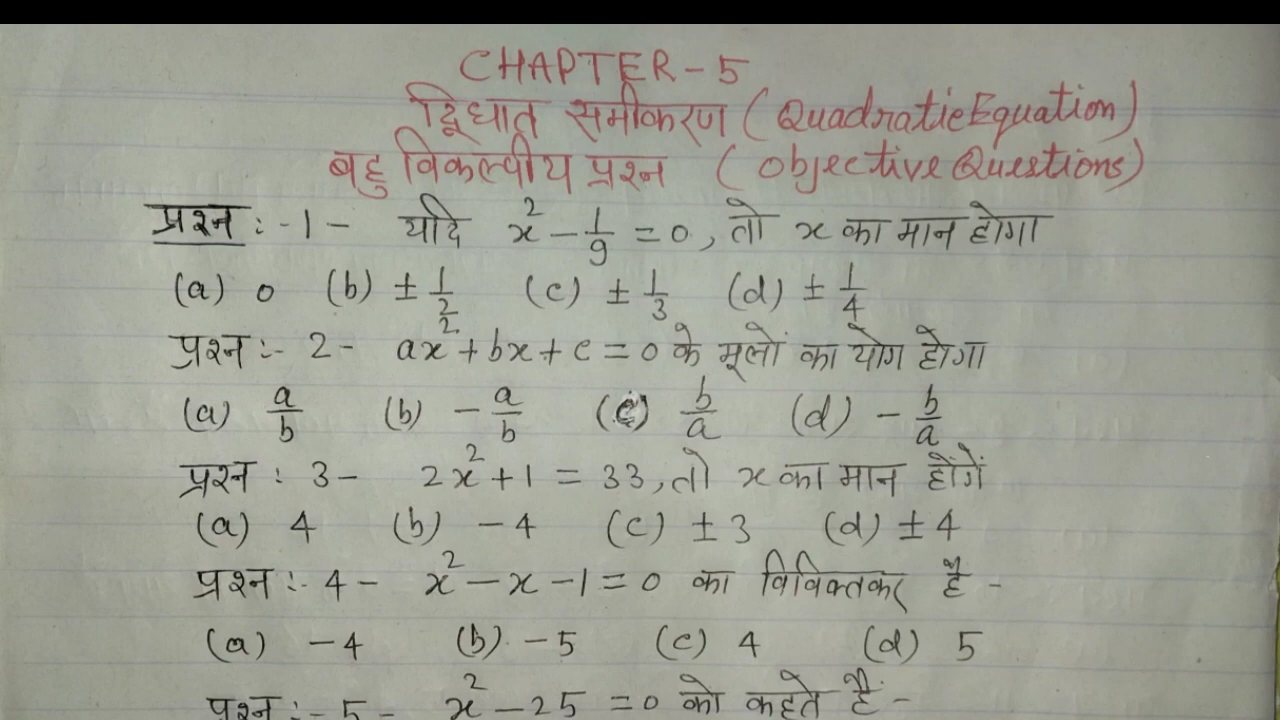 CHAPTER - 5
द्विघात समीकरण ( Quadratic Equation)
बहु विकल्पीय प्रश्न ( Objective Questions)
प्रश्न :- 1 - यदि x² - 1/9 = 0, तो x का मान होगा
(a) 0 (b) ± 1/2 (c) ± 1/3 (d) ± 1/4
प्रश्न :- 2 - ax² + bx + c = 0 के मूलों का योग होगा
(a) a/b (b) - a/b (c) b/a (d) - b/a
प्रश्न : 3 - 2x² + 1 = 33, तो x का मान होंगें
(a) 4 (b) - 4 (c) ± 3 (d) ± 4
प्रश्न :- 4 - x² - x - 1 = 0 का विविक्तकर है -
(a) - 4 (b) - 5 (c) 4 (d) 5
प्रश्न :- 5 - x² - 25 = 0 को कहते हैं -